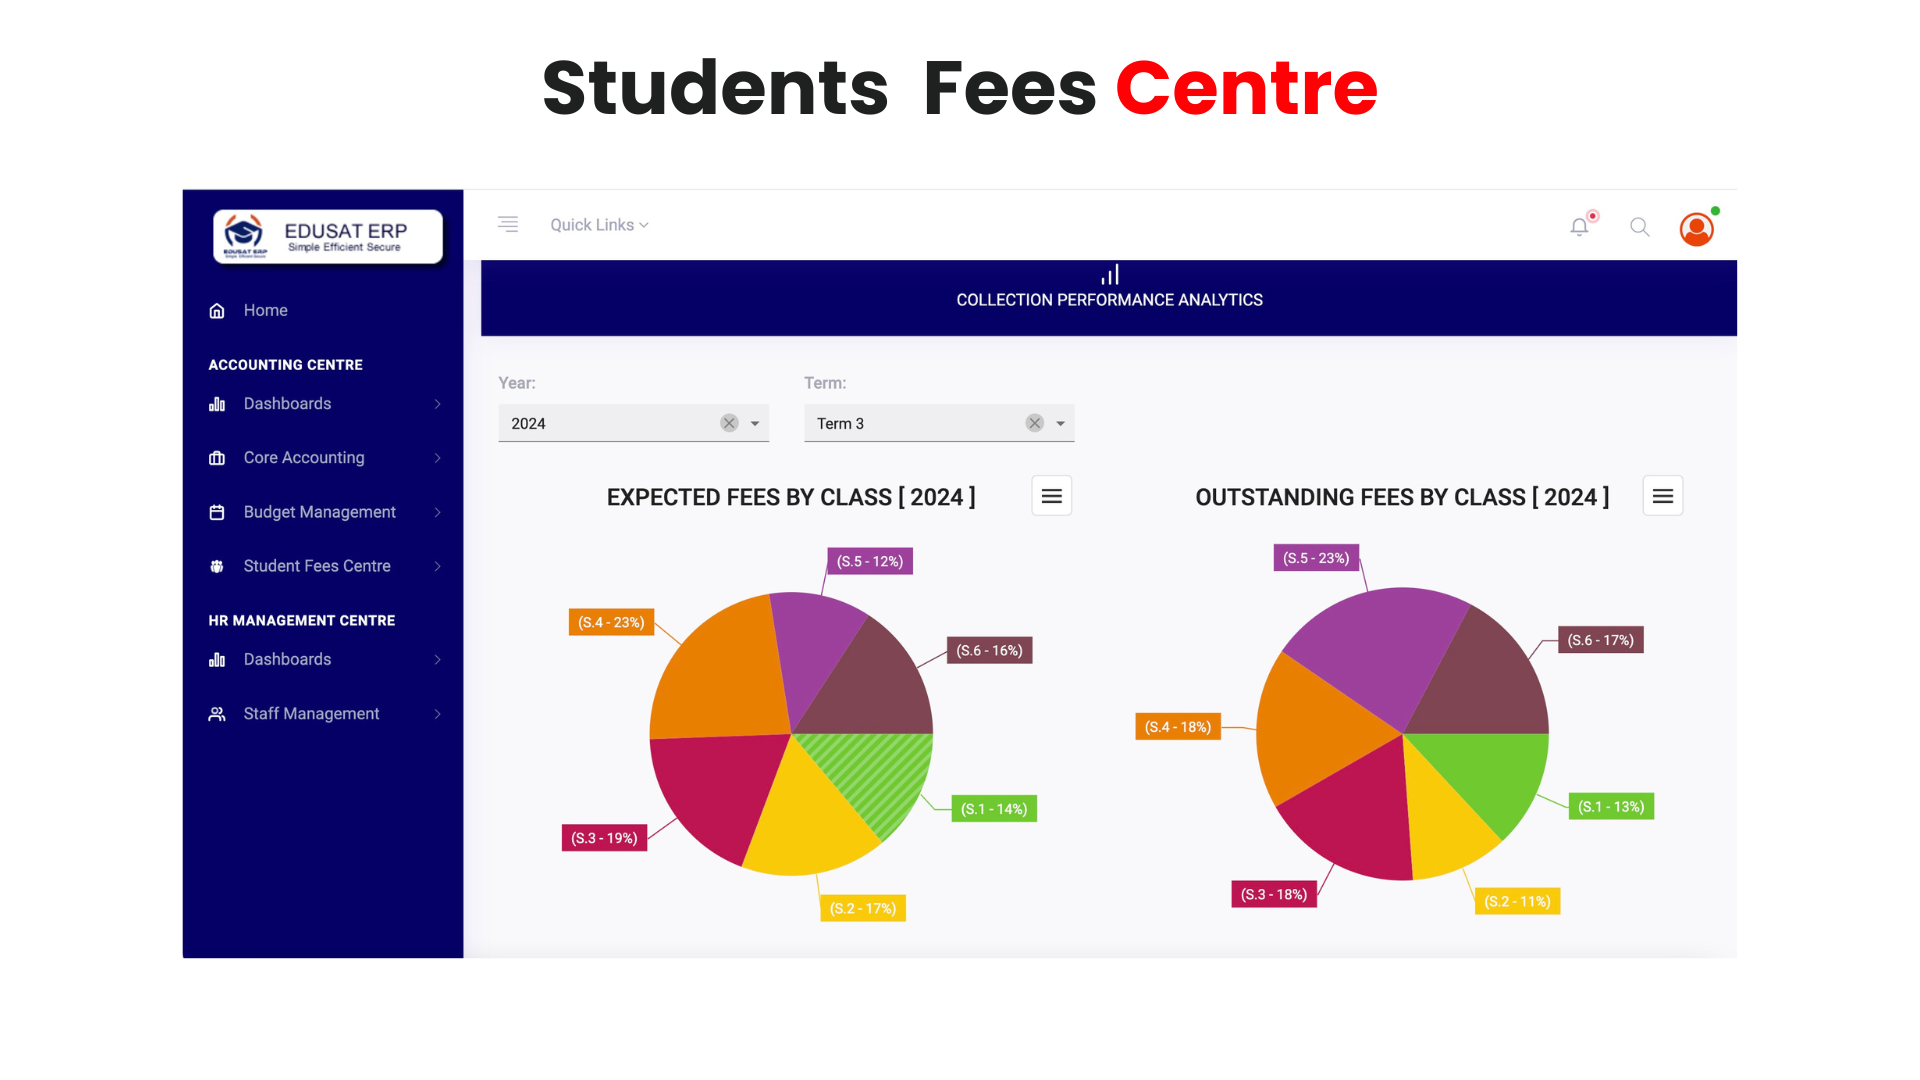 Students Fees Centre
EDUSAT ERP
Simple Efficient Secure
EDUSAT ERP
Home
ACCOUNTING CENTRE
Dashboards
Core Accounting
Budget Management
Student Fees Centre
HR MANAGEMENT CENTRE
Dashboards
Staff Management
Quick Links
COLLECTION PERFORMANCE ANALYTICS
Year:
Term:
2024
Term 3
EXPECTED FEES BY CLASS [ 2024 ]
(S.5 - 12%)
(S.4 - 23%)
(S.6 - 16%)
(S.1 - 14%)
(S.3 - 19%)
(S.2 - 17%)
OUTSTANDING FEES BY CLASS [ 2024 ]
(S.5 - 23%)
(S.6 - 17%)
(S.4 - 18%)
(S.1 - 13%)
(S.3 - 18%)
(S.2 - 11%)